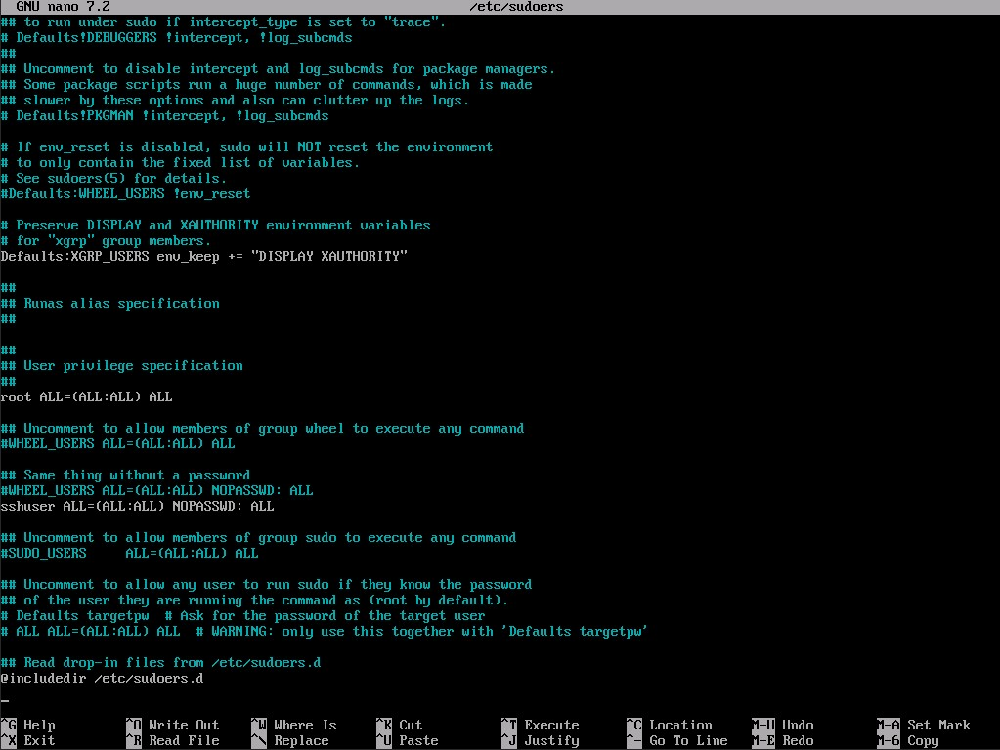 GNU nano 7.2 /etc/sudoers
## to run under sudo if intercept_type is set to "trace".
# Defaults!DEBUGGERS !intercept, !log_subcmds
##
## Uncomment to disable intercept and log_subcmds for package managers.
## Some package scripts run a huge number of commands, which is made
## slower by these options and also can clutter up the logs.
# Defaults!PKGMAN !intercept, !log_subcmds
# If env_reset is disabled, sudo will NOT reset the environment
# to only contain the fixed list of variables.
# See sudoers(5) for details.
#Defaults:WHEEL_USERS !env_reset
# Preserve DISPLAY and XAUTHORITY environment variables
# for "xgrp" group members.
Defaults:XGRP_USERS env_keep += "DISPLAY XAUTHORITY"
##
## Runas alias specification
##
##
## User privilege specification
##
root ALL=(ALL:ALL) ALL
## Uncomment to allow members of group wheel to execute any command
#WHEEL_USERS ALL=(ALL:ALL) ALL
## Same thing without a password
#WHEEL_USERS ALL=(ALL:ALL) NOPASSWD: ALL
sshuser ALL=(ALL:ALL) NOPASSWD: ALL
## Uncomment to allow members of group sudo to execute any command
#SUDO_USERS     ALL=(ALL:ALL) ALL
## Uncomment to allow any user to run sudo if they know the password
## of the user they are running the command as (root by default).
# Defaults targetpw  # Ask for the password of the target user
# ALL ALL=(ALL:ALL) ALL  # WARNING: only use this together with 'Defaults targetpw'
## Read drop-in files from /etc/sudoers.d
@includedir /etc/sudoers.d
^G Help ^O Write Out ^W Where Is ^K Cut ^T Execute ^C Location M-U Undo M-A Set Mark
^X Exit ^R Read File ^\ Replace ^U Paste ^J Justify ^_ Go To Line M-E Redo M-6 Copy